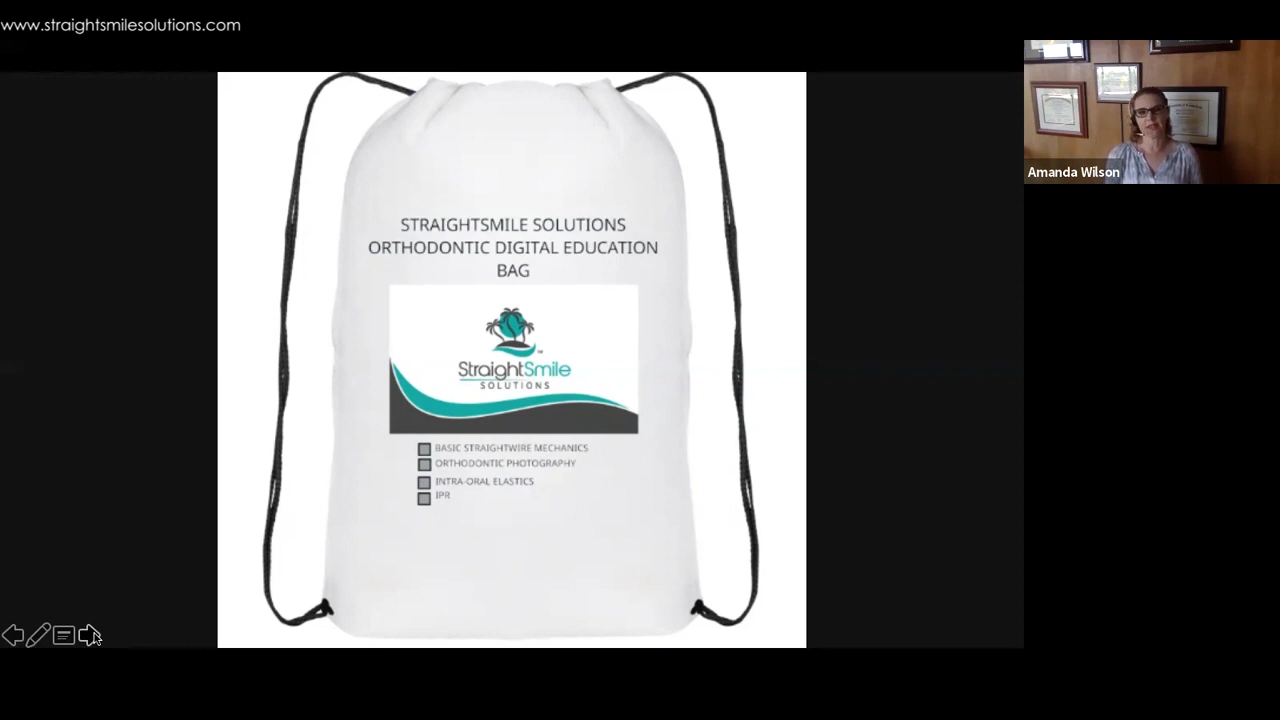 www.straightsmilesolutions.com
Amanda Wilson
STRAIGHTSMILE SOLUTIONS
ORTHODONTIC DIGITAL EDUCATION
BAG
StraightSmile
SOLUTIONS
BASIC STRAIGHTWIRE MECHANICS
ORTHODONTIC PHOTOGRAPHY
INTRA-ORAL ELASTICS
IPR